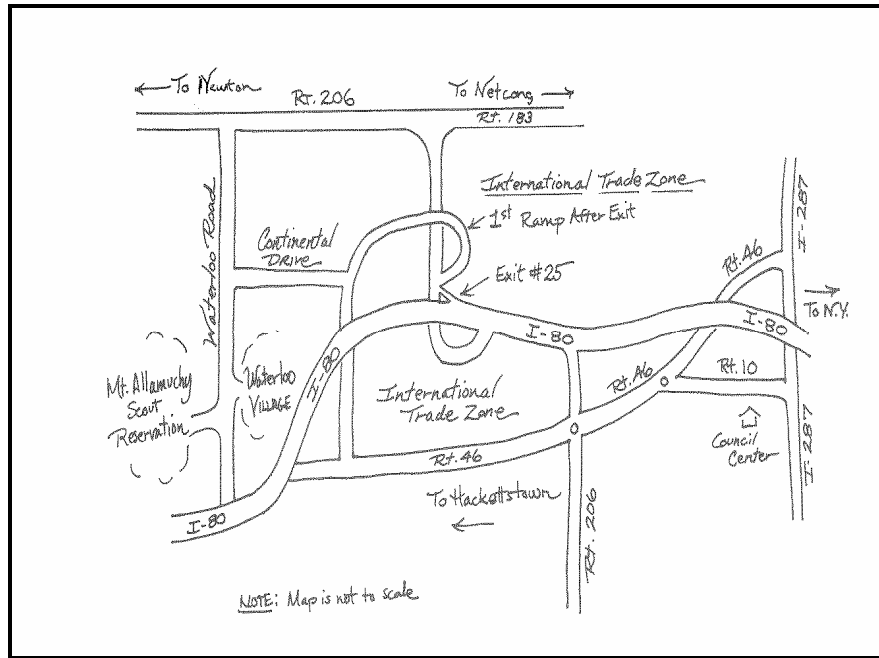 ← To Newton
To Netcong →
Rt. 206
Rt. 183
International Trade Zone
1st Ramp After Exit
I-287
Waterloo Road
Continental
Drive
Rt. 46
Exit #25
To N.Y.
I-80
I-80
I-80
Rt. 10
Rt. 46
Mt. Allamuchy
Scout
Reservation
Waterloo
Village
International
Trade Zone
Council
Center
I-287
Rt. 46
To Hackettstown
←
I-80
Rt. 206
NOTE: Map is not to scale